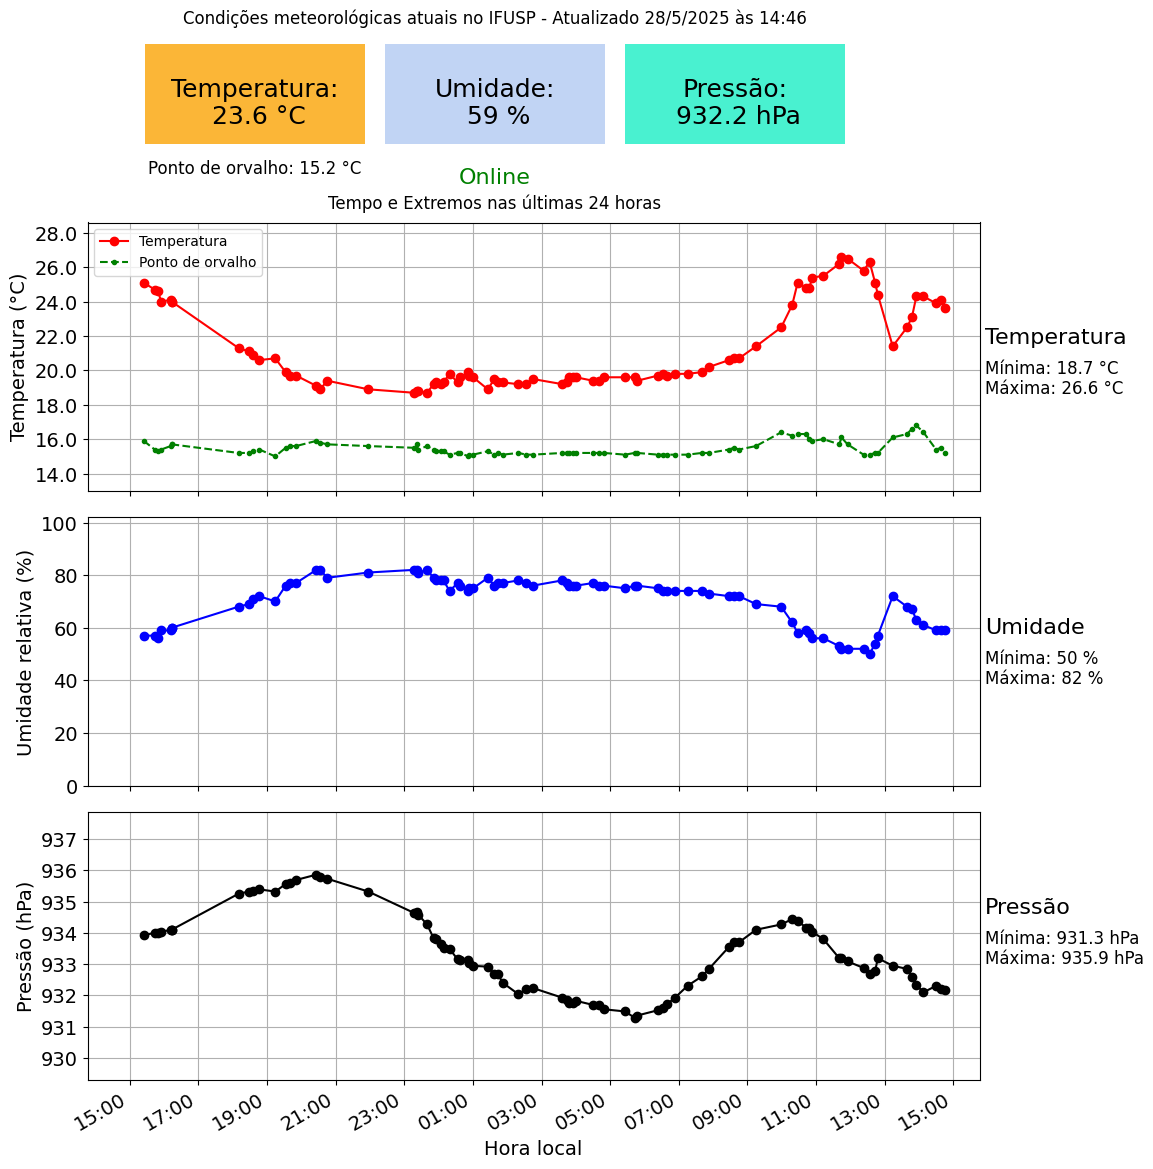 Condições meteorológicas atuais no IFUSP - Atualizado 28/5/2025 às 14:46
Temperatura:
23.6 °C
Umidade:
59 %
Pressão:
932.2 hPa
Ponto de orvalho: 15.2 °C
Online
Tempo e Extremos nas últimas 24 horas
Temperatura
Ponto de orvalho
Temperatura (°C)
28.0
26.0
24.0
22.0
20.0
18.0
16.0
14.0
Temperatura
Mínima: 18.7 °C
Máxima: 26.6 °C
Umidade relativa (%)
100
80
60
40
20
0
Umidade
Mínima: 50 %
Máxima: 82 %
Pressão (hPa)
937
936
935
934
933
932
931
930
Pressão
Mínima: 931.3 hPa
Máxima: 935.9 hPa
15:00
17:00
19:00
21:00
23:00
01:00
03:00
05:00
07:00
09:00
11:00
13:00
15:00
Hora local